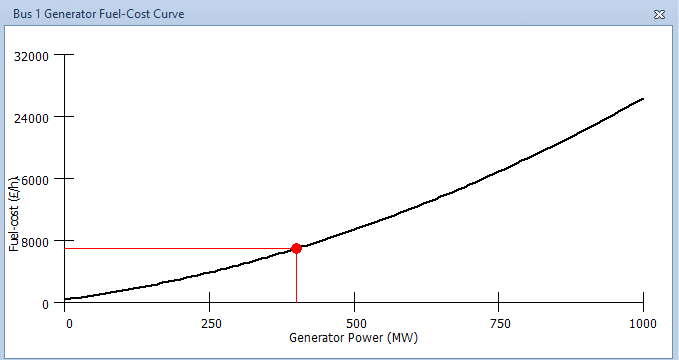 Bus 1 Generator Fuel-Cost Curve
32000
24000
6000
8000
0
Fuel-cost (£/h)
0 250 500 750 1000
Generator Power (MW)